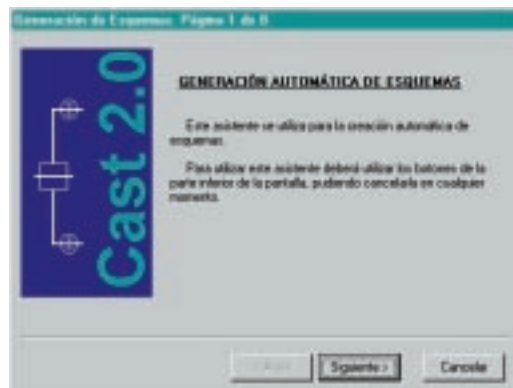 Generación de Esquemas: Página 1 de 8
Cast 2.0
GENERACIÓN AUTOMÁTICA DE ESQUEMAS
Este asistente se utiliza para la creación automática de
esquemas.
Para utilizar este asistente deberá utilizar los botones de la
parte inferior de la pantalla, pudiendo cancelarla en cualquier
momento.
Siguiente >
Cancelar